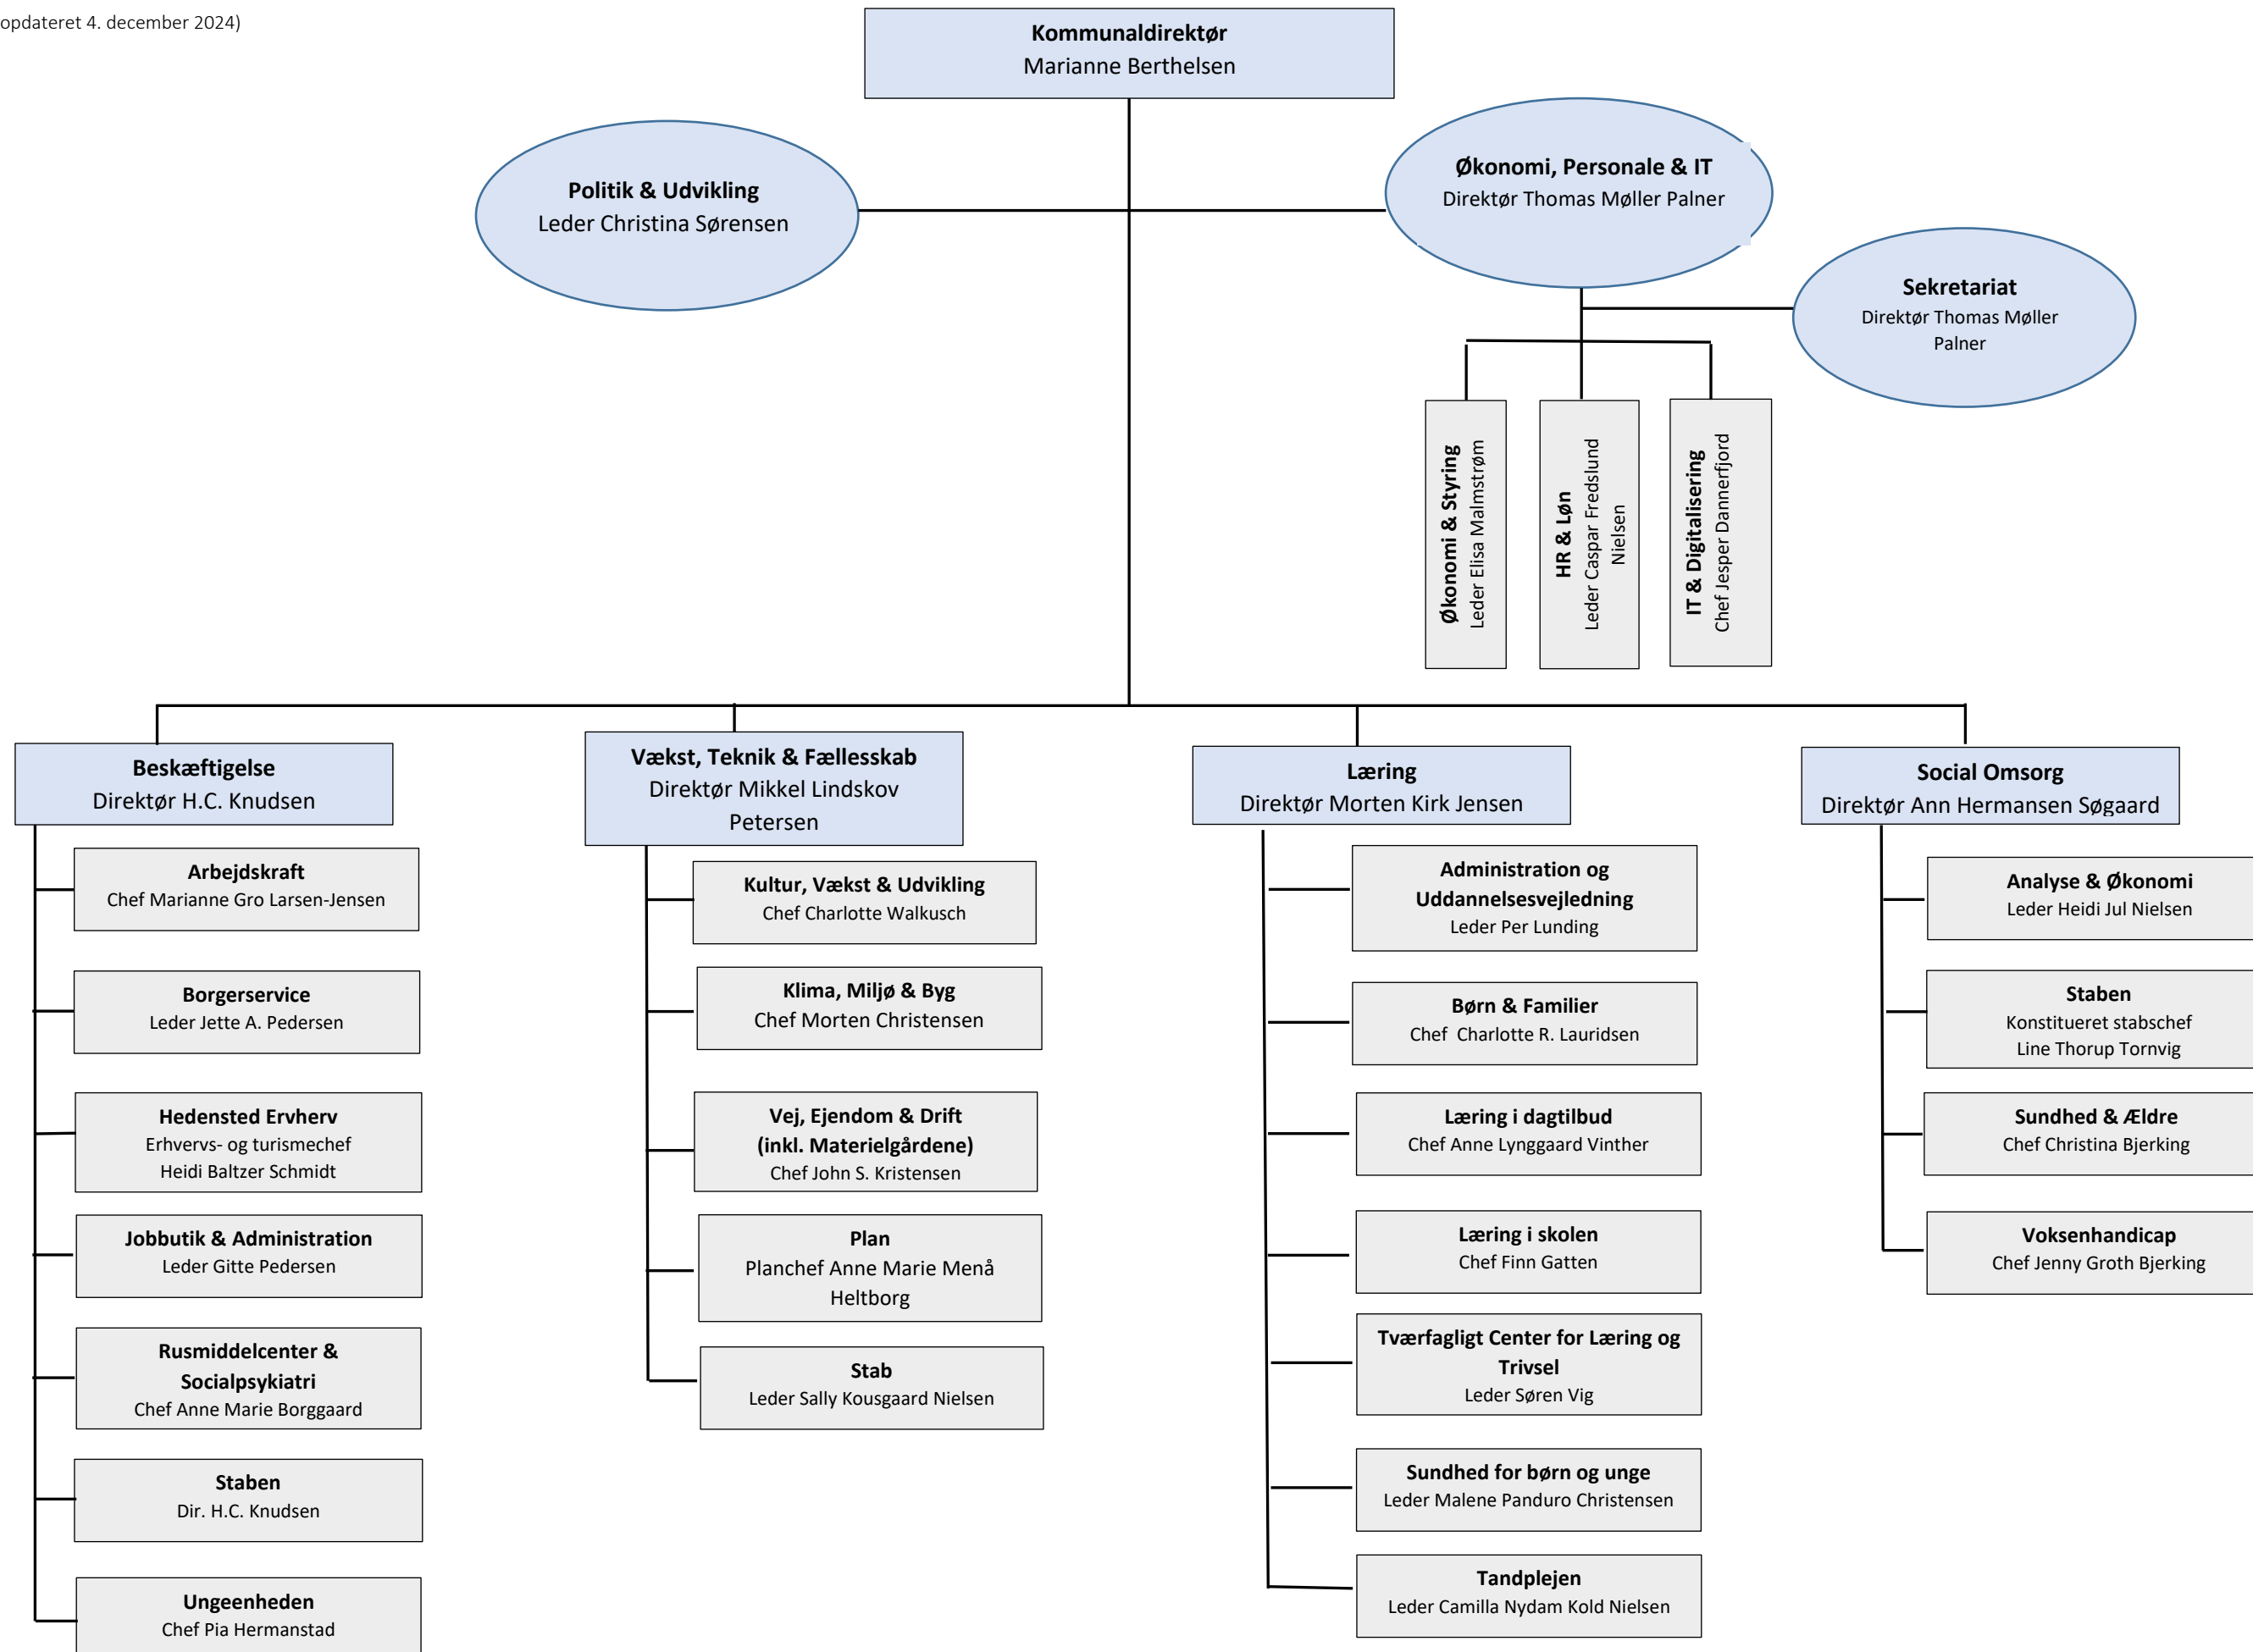 opdateret 4. december 2024)
Kommunaldirektør
Marianne Berthelsen
Politik & Udvikling
Leder Christina Sørensen
Økonomi, Personale & IT
Direktør Thomas Møller Palner
Sekretariat
Direktør Thomas Møller
Palner
Økonomi & Styring
Leder Elisa Malmstrøm
HR & Løn
Leder Caspar Fredslund
Nielsen
IT & Digitalisering
Chef Jesper Dannerfjord
Beskæftigelse
Direktør H.C. Knudsen
Arbejdskraft
Chef Marianne Gro Larsen-Jensen
Borgerservice
Leder Jette A. Pedersen
Hedensted Ervherv
Erhvervs- og turismechef
Heidi Baltzer Schmidt
Jobbutik & Administration
Leder Gitte Pedersen
Rusmiddelcenter &
Socialpsykiatri
Chef Anne Marie Borggaard
Staben
Dir. H.C. Knudsen
Ungeenheden
Chef Pia Hermanstad
Vækst, Teknik & Fællesskab
Direktør Mikkel Lindskov
Petersen
Kultur, Vækst & Udvikling
Chef Charlotte Walkusch
Klima, Miljø & Byg
Chef Morten Christensen
Vej, Ejendom & Drift
(inkl. Materielgårdene)
Chef John S. Kristensen
Plan
Planchef Anne Marie Menå
Heltborg
Stab
Leder Sally Kousgaard Nielsen
Læring
Direktør Morten Kirk Jensen
Administration og
Uddannelsesvejledning
Leder Per Lunding
Børn & Familier
Chef  Charlotte R. Lauridsen
Læring i dagtilbud
Chef Anne Lynggaard Vinther
Læring i skolen
Chef Finn Gatten
Tværfagligt Center for Læring og
Trivsel
Leder Søren Vig
Sundhed for børn og unge
Leder Malene Panduro Christensen
Tandplejen
Leder Camilla Nydam Kold Nielsen
Social Omsorg
Direktør Ann Hermansen Søgaard
Analyse & Økonomi
Leder Heidi Jul Nielsen
Staben
Konstitueret stabschef
Line Thorup Tornvig
Sundhed & Ældre
Chef Christina Bjerking
Voksenhandicap
Chef Jenny Groth Bjerking